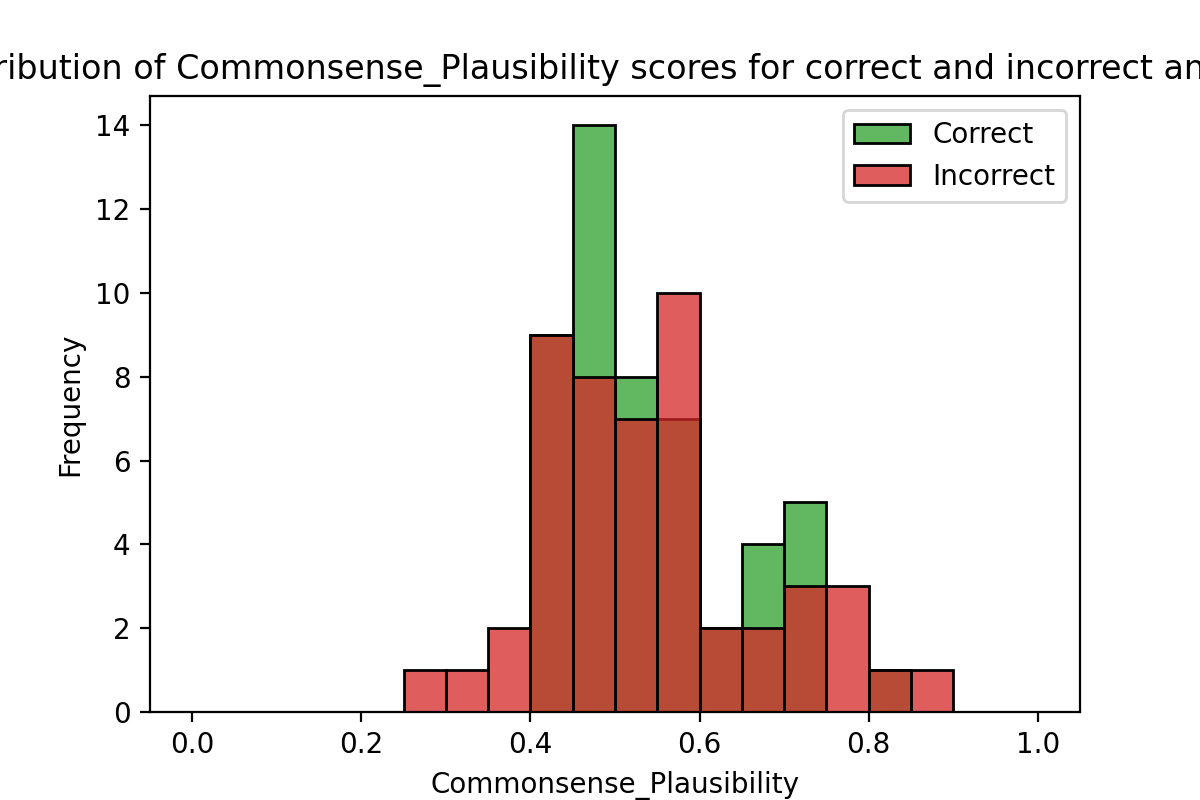 ribution of Commonsense_Plausibility scores for correct and incorrect an
Correct
Incorrect
14
12
10
8
6
4
2
0
Frequency
0.0 0.2 0.4 0.6 0.8 1.0
Commonsense_Plausibility